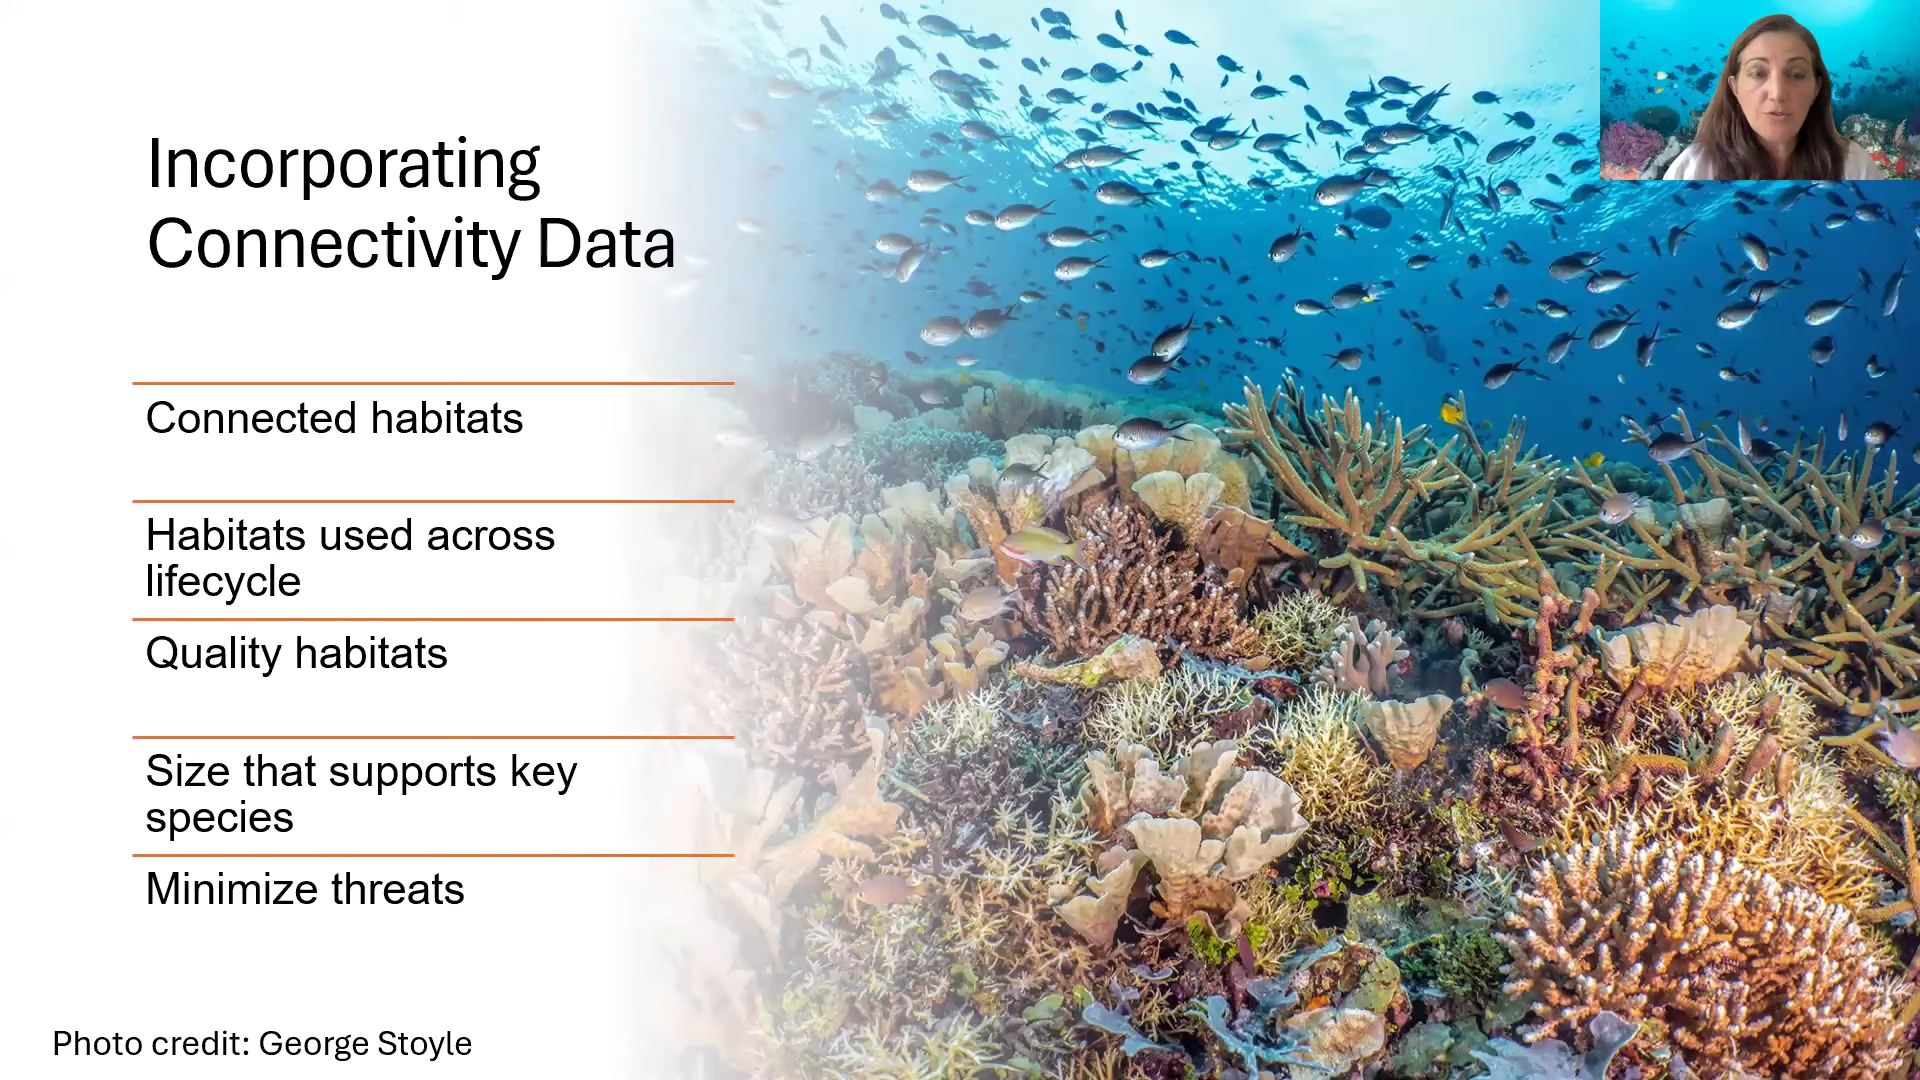 Incorporating
Connectivity Data
Connected habitats
Habitats used across
lifecycle
Quality habitats
Size that supports key
species
Minimize threats
Photo credit: George Stoyle